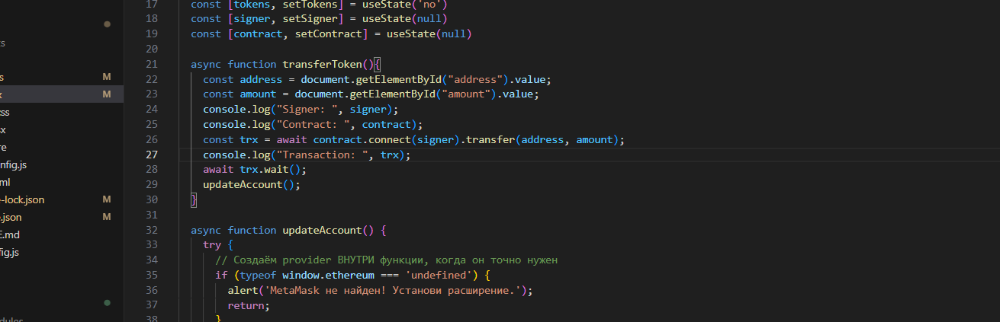 17 const [tokens, setTokens] = useState('no')
18 const [signer, setSigner] = useState(null)
19 const [contract, setContract] = useState(null)
20
21 async function transferToken(){
22 const address = document.getElementById("address").value;
23 const amount = document.getElementById("amount").value;
24 console.log("Signer: ", signer);
25 console.log("Contract: ", contract);
26 const trx = await contract.connect(signer).transfer(address, amount);
27 console.log("Transaction: ", trx);
28 await trx.wait();
29 updateAccount();
30 }
31
32 async function updateAccount() {
33 try {
34 // Создаём provider ВНУТРИ функции, когда он точно нужен
35 if (typeof window.ethereum === 'undefined') {
36 alert('MetaMask не найден! Установи расширение.');
37 return;
38 }
ts
s M
x M
css
sx
re
nfig.js
ml
e-lock.json M
e.json M
E.md
fig.js
dules